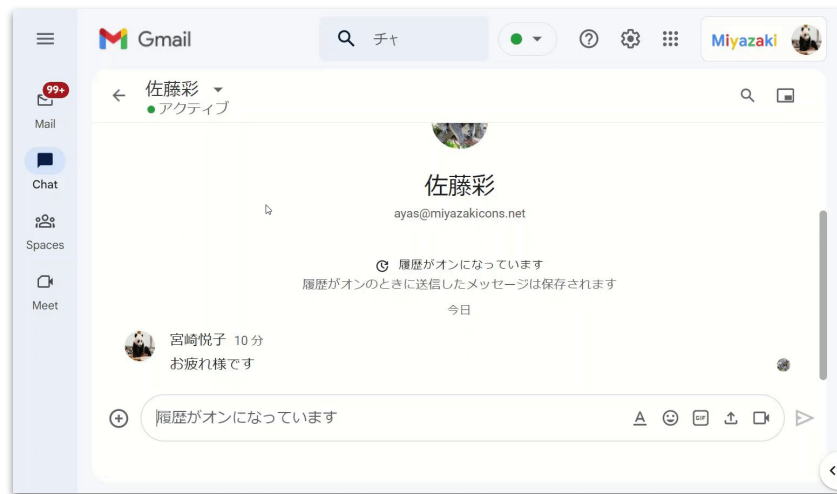 Gmail
チャ
Miyazaki
99+
Mail
Chat
Spaces
Meet
佐藤彩
アクティブ
佐藤彩
ayas@miyazakicons.net
履歴がオンになっています
履歴がオンのときに送信したメッセージは保存されます
今日
宮崎悦子 10 分
お疲れ様です
履歴がオンになっています
GIF